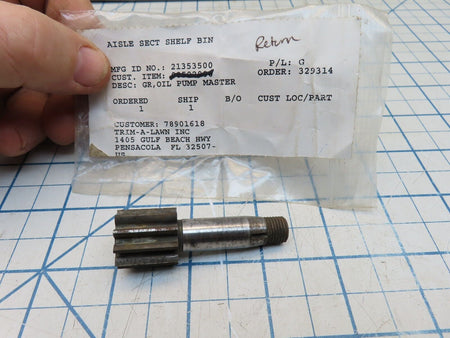 AISLE SECT SHELF BIN
Return
MFG ID NO.: 21353500 P/L: G
CUST. ITEM: ORDER: 329314
DESC: GR,OIL PUMP MASTER
ORDERED SHIP B/O CUST LOC/PART
1 1
CUSTOMER: 78901618
TRIM-A-LAWN INC
1405 GULF BEACH HWY
PENSACOLA FL 32507-
US